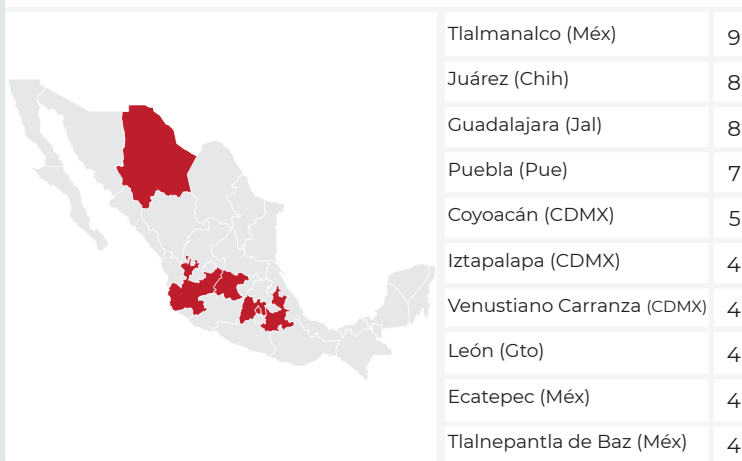 Tlalmanalco (Méx) 9
Juárez (Chih) 8
Guadalajara (Jal) 8
Puebla (Pue) 7
Coyoacán (CDMX) 5
Iztapalapa (CDMX) 4
Venustiano Carranza (CDMX) 4
León (Gto) 4
Ecatepec (Méx) 4
Tlalnepantla de Baz (Méx) 4